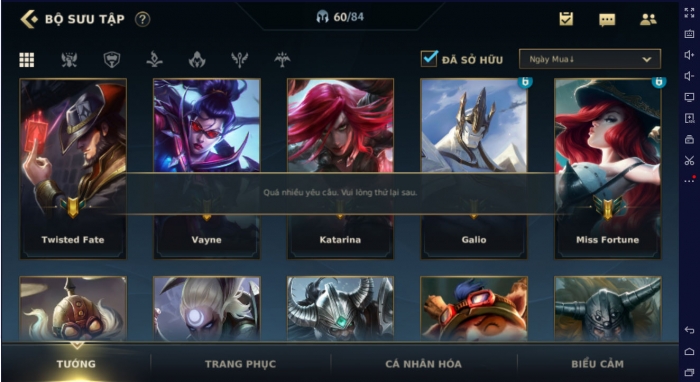 BỘ SƯU TẬP ?
60/84
ĐÃ SỞ HỮU
Ngày Mua↓
6
6
Quá nhiều yêu cầu. Vui lòng thử lại sau.
Twisted Fate
Vayne
Katarina
Galio
Miss Fortune
TƯỚNG
TRANG PHỤC
CÁ NHÂN HÓA
BIỂU CẢM